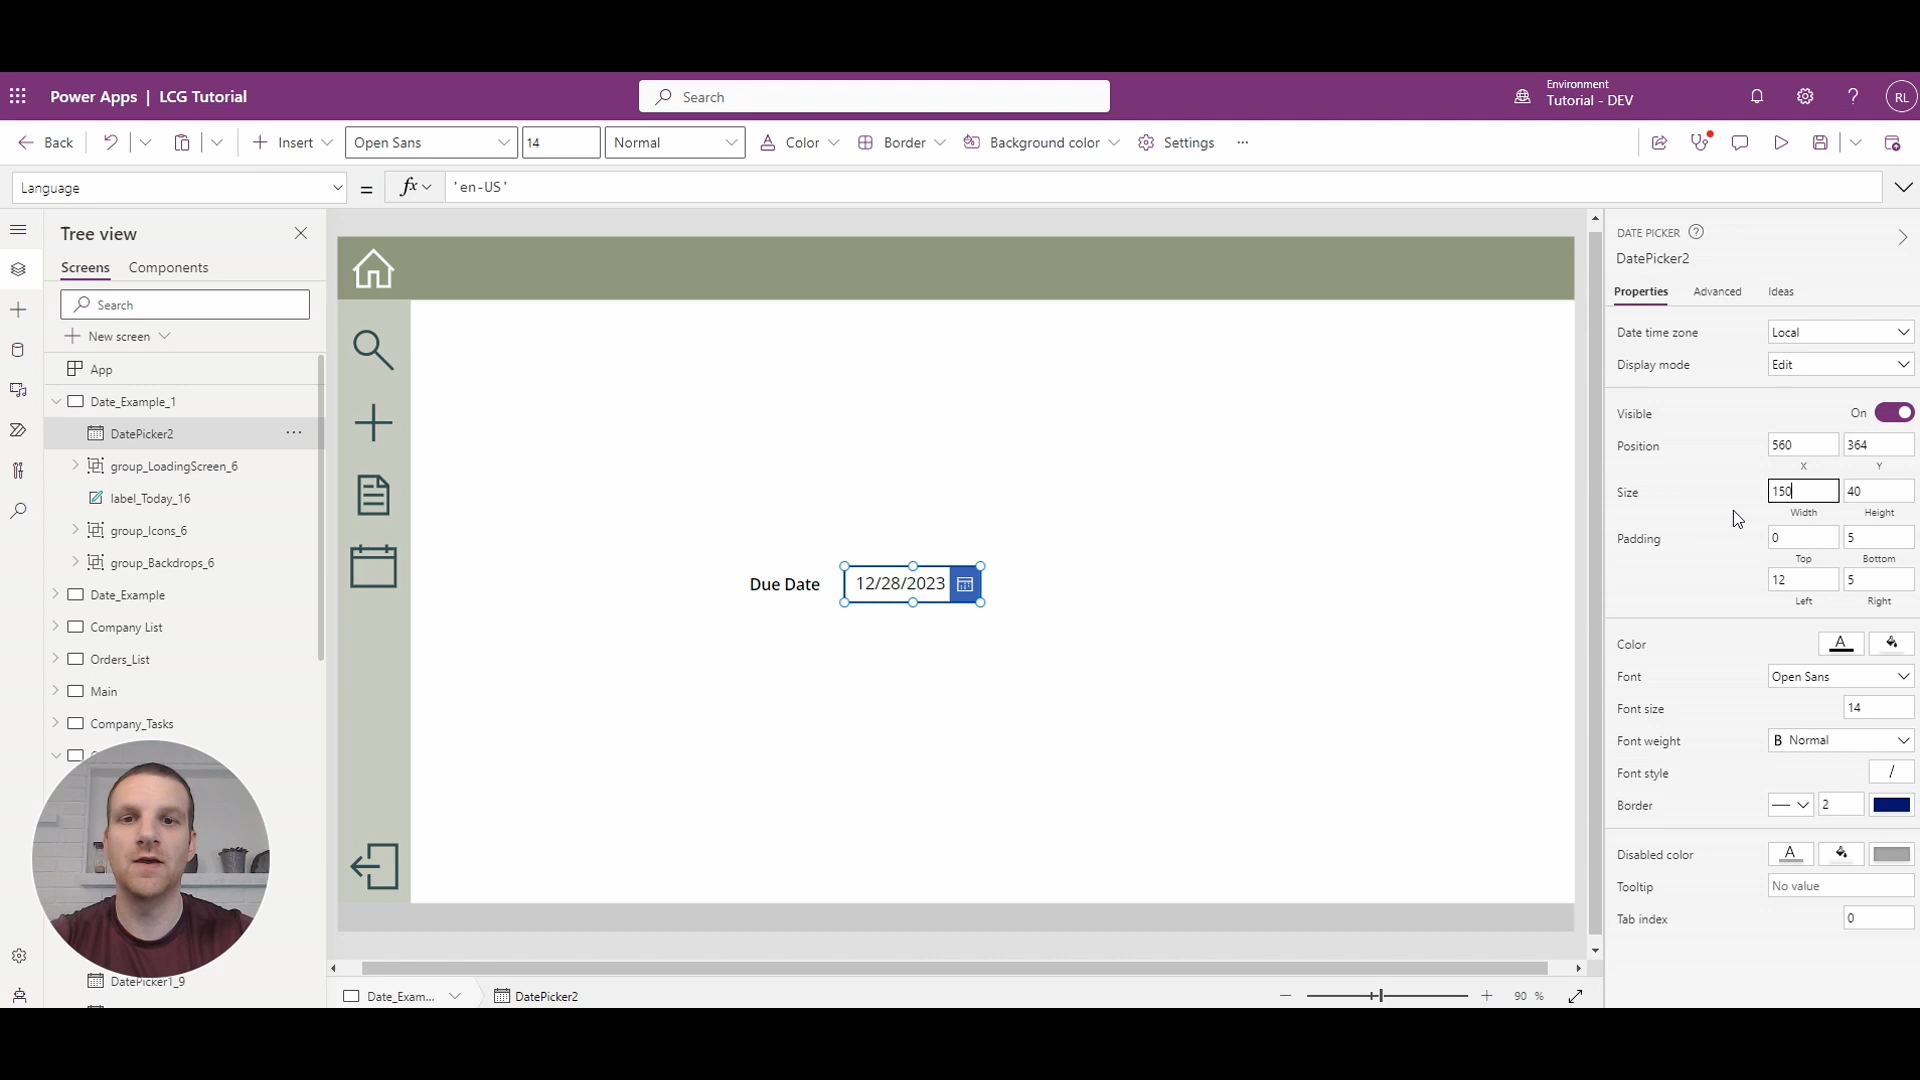 Power Apps | LCG Tutorial
Search
Environment
Tutorial - DEV
RL
Back
Insert
Open Sans
14
Normal
Color
Border
Background color
Settings
Language
=
fx
'en-US'
Tree view
Screens
Components
Search
New screen
App
Date_Example_1
DatePicker2
group_LoadingScreen_6
label_Today_16
group_Icons_6
group_Backdrops_6
Date_Example
Company List
Orders_List
Main
Company_Tasks
DatePicker1_9
Due Date
12/28/2023
Date_Exam...
DatePicker2
90 %
DATE PICKER
DatePicker2
Properties
Advanced
Ideas
Date time zone
Local
Display mode
Edit
Visible
On
Position
560
364
X
Y
Size
150
40
Width
Height
Padding
0
5
Top
Bottom
12
5
Left
Right
Color
Font
Open Sans
Font size
14
Font weight
B Normal
Font style
/
Border
2
Disabled color
Tooltip
No value
Tab index
0